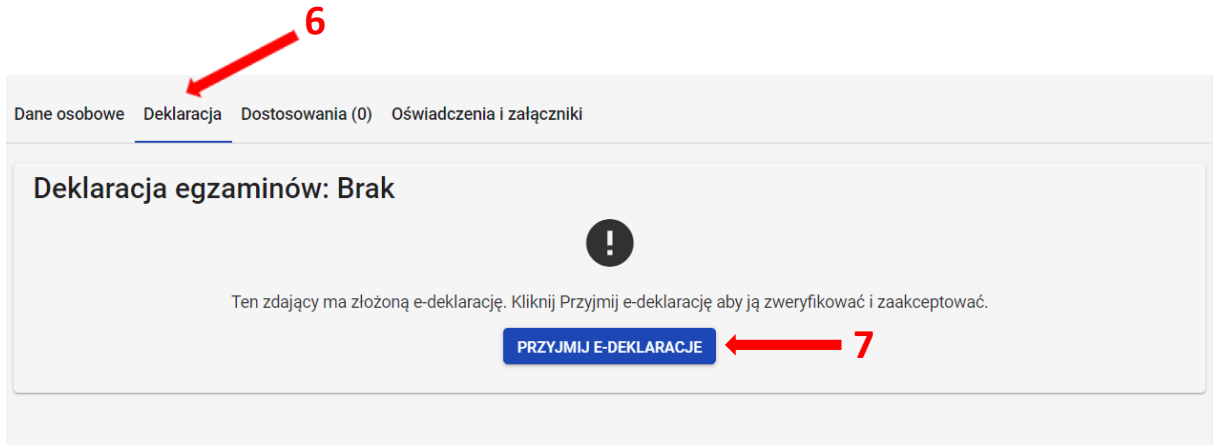 6
Dane osobowe Deklaracja Dostosowania (0) Oświadczenia i załączniki
Deklaracja egzaminów: Brak
Ten zdający ma złożoną e-deklarację. Kliknij Przyjmij e-deklarację aby ją zweryfikować i zaakceptować.
PRZYJMIJ E-DEKLARACJE 7